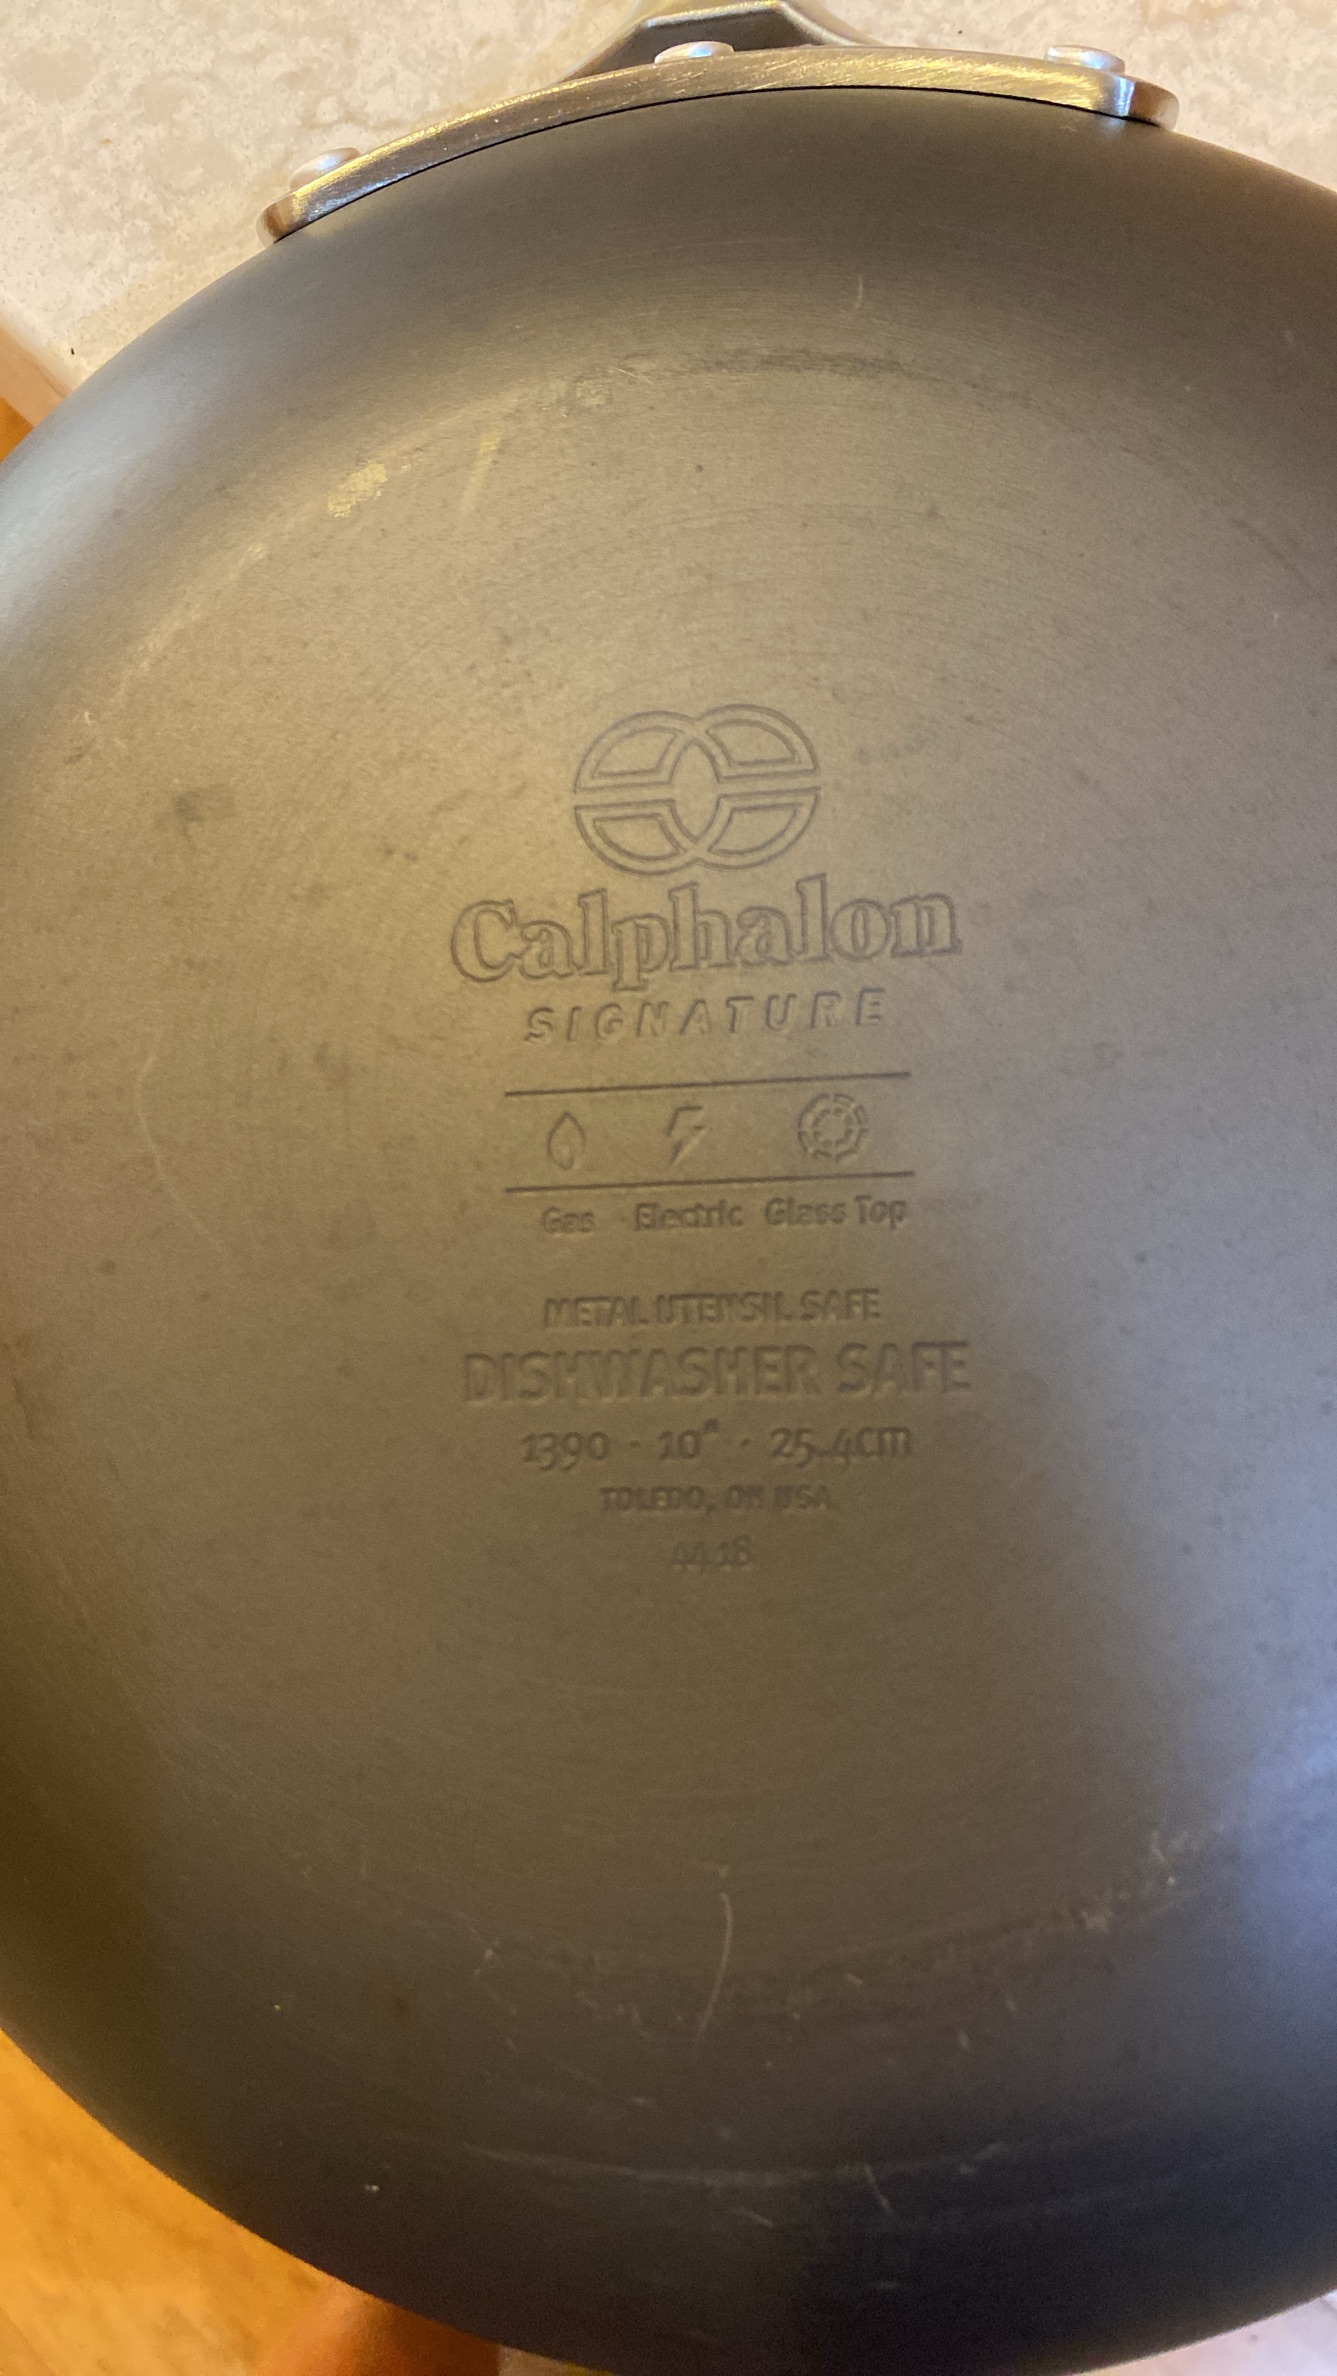 Calphalon
SIGNATURE
Gas Electric Glass Top
METAL UTENSIL SAFE
DISHWASHER SAFE
1390 · 10" · 25.4cm
TOLEDO, OH USA
4418